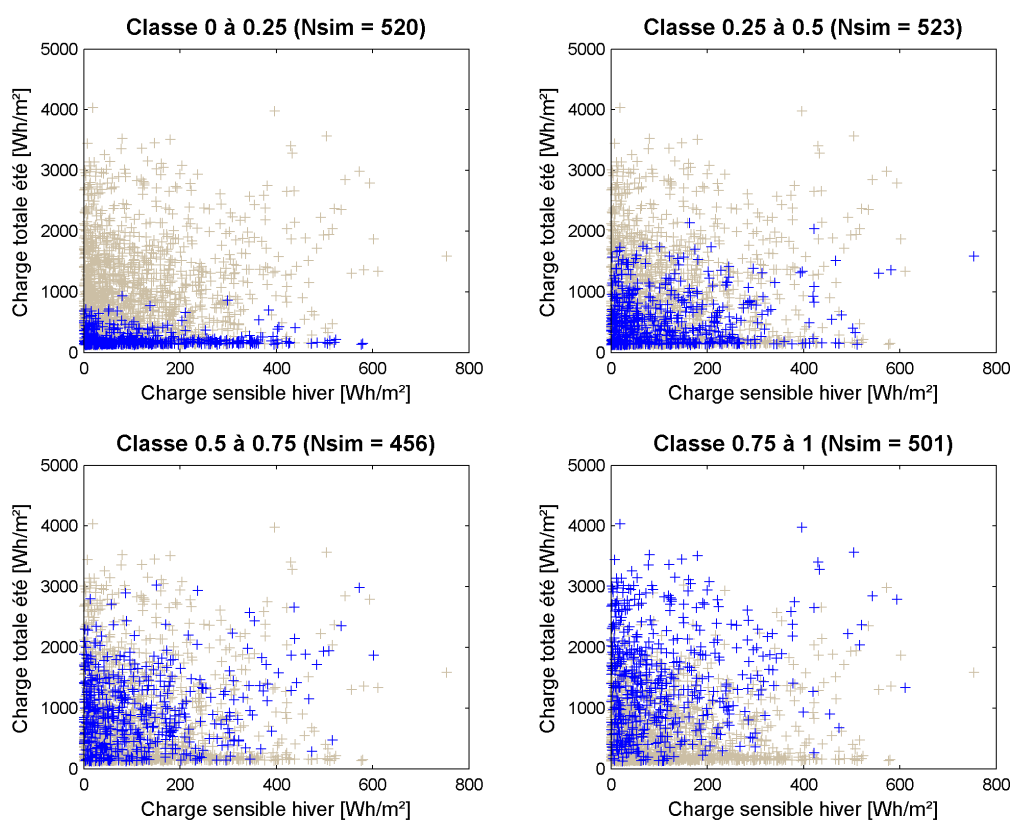 Classe 0 à 0.25 (Nsim = 520)
5000
4000
3000
2000
1000
0
Charge totale été [Wh/m²]
0 200 400 600 800
Charge sensible hiver [Wh/m²]
Classe 0.25 à 0.5 (Nsim = 523)
5000
4000
3000
2000
1000
0
Charge totale été [Wh/m²]
0 200 400 600 800
Charge sensible hiver [Wh/m²]
Classe 0.5 à 0.75 (Nsim = 456)
5000
4000
3000
2000
1000
0
Charge totale été [Wh/m²]
0 200 400 600 800
Charge sensible hiver [Wh/m²]
Classe 0.75 à 1 (Nsim = 501)
5000
4000
3000
2000
1000
0
Charge totale été [Wh/m²]
0 200 400 600 800
Charge sensible hiver [Wh/m²]